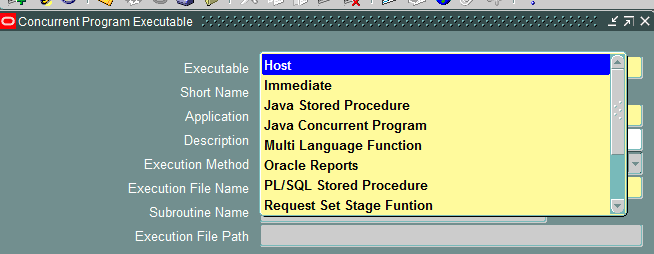 Concurrent Program Executable
Executable
Short Name
Application
Description
Execution Method
Execution File Name
Subroutine Name
Execution File Path
Host
Immediate
Java Stored Procedure
Java Concurrent Program
Multi Language Function
Oracle Reports
PL/SQL Stored Procedure
Request Set Stage Funtion